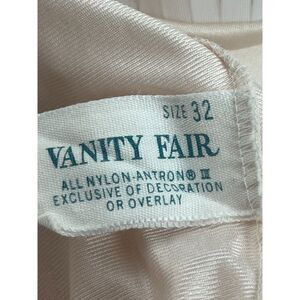 SIZE 32
VANITY FAIR
ALL NYLON-ANTRON® III
EXCLUSIVE OF DECORATION
OR OVERLAY